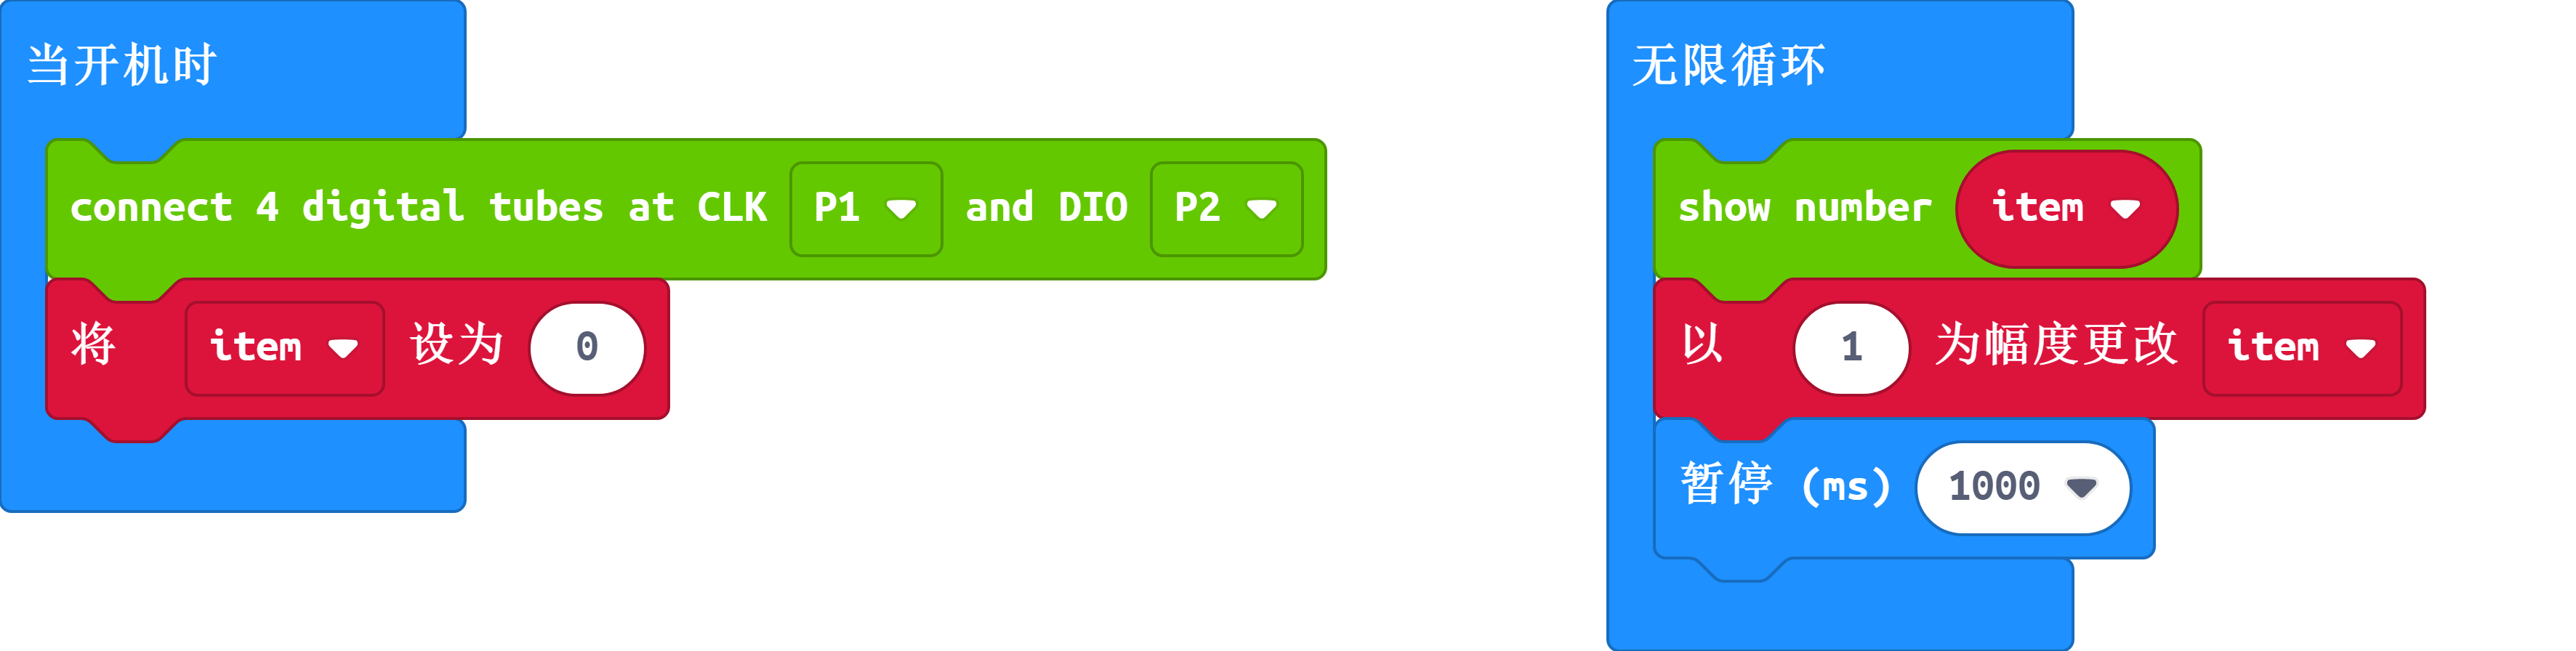 当开机时
connect 4 digital tubes at CLK P1 and DIO P2
将 item 设为 0
无限循环
show number item
以 1 为幅度更改 item
暂停 (ms) 1000